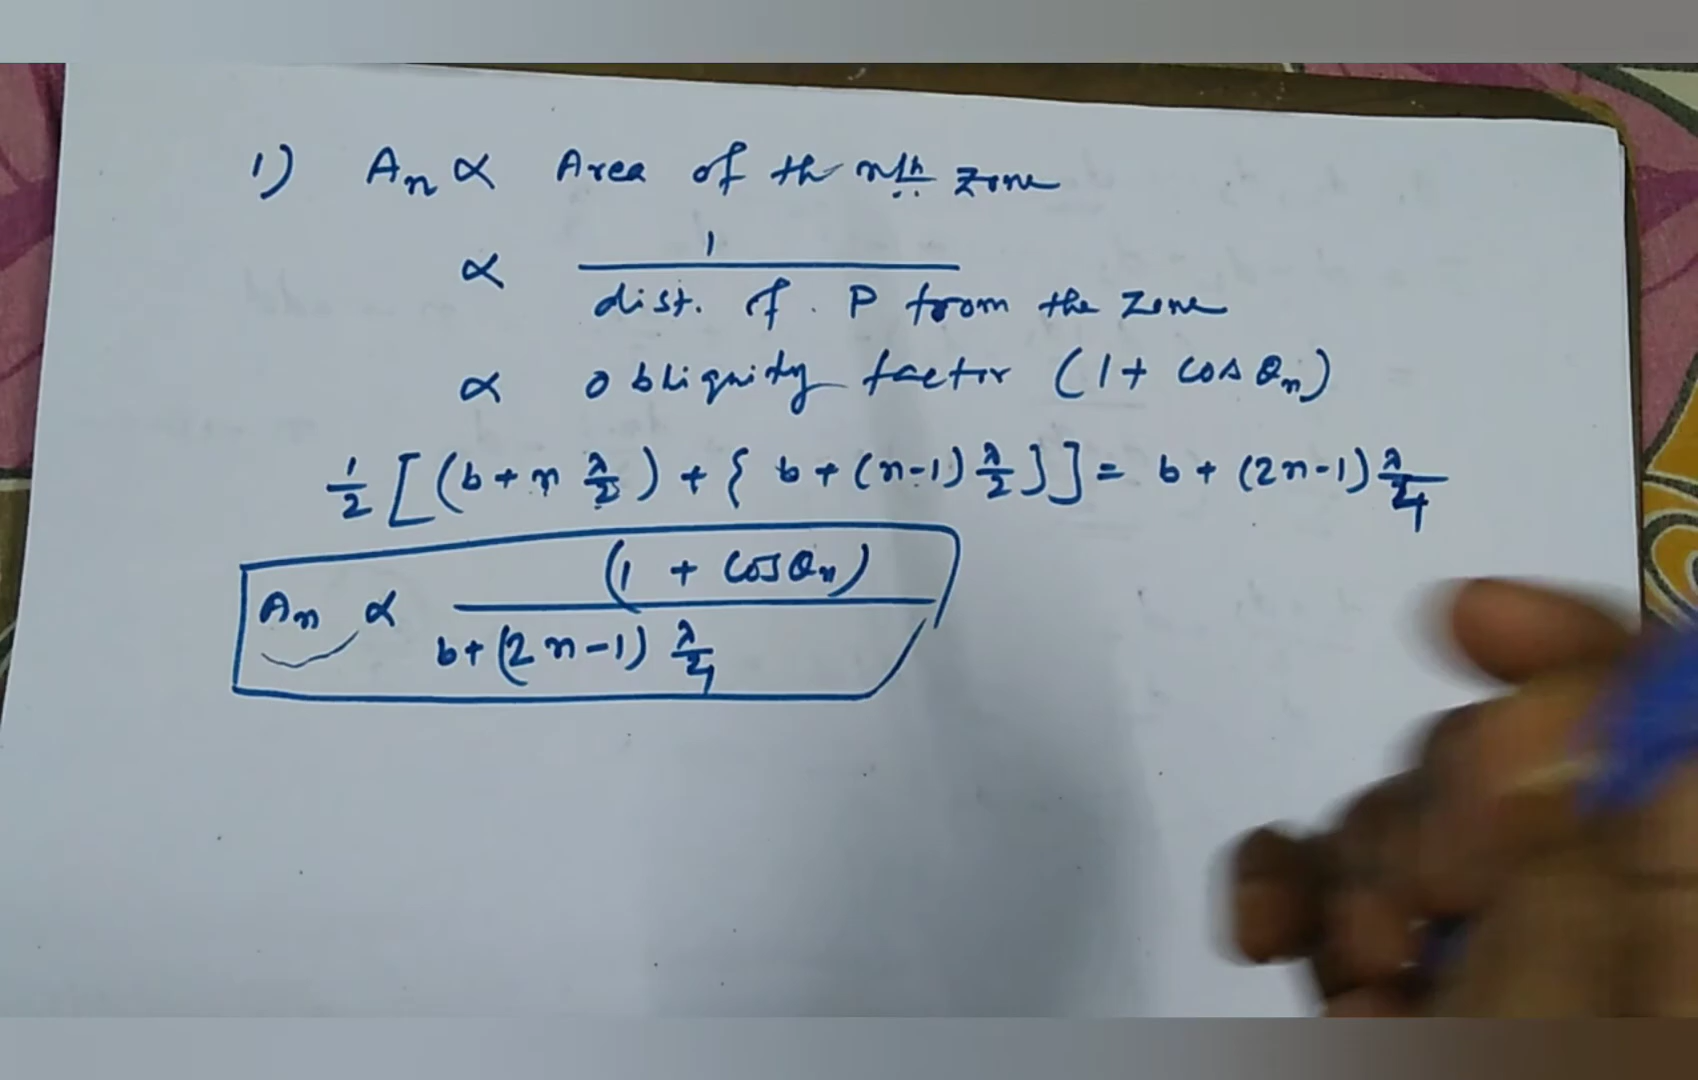 1) An ∝ Area of th nth zone
∝ 1 / dist. of. P from the zone
∝ obliquity factor (1 + cos θn)
1/2 [(b + n λ/2) + { b + (n-1) λ/2 }] = b + (2n-1) λ/4
An ∝ (1 + cos θn) / b + (2n-1) λ/4